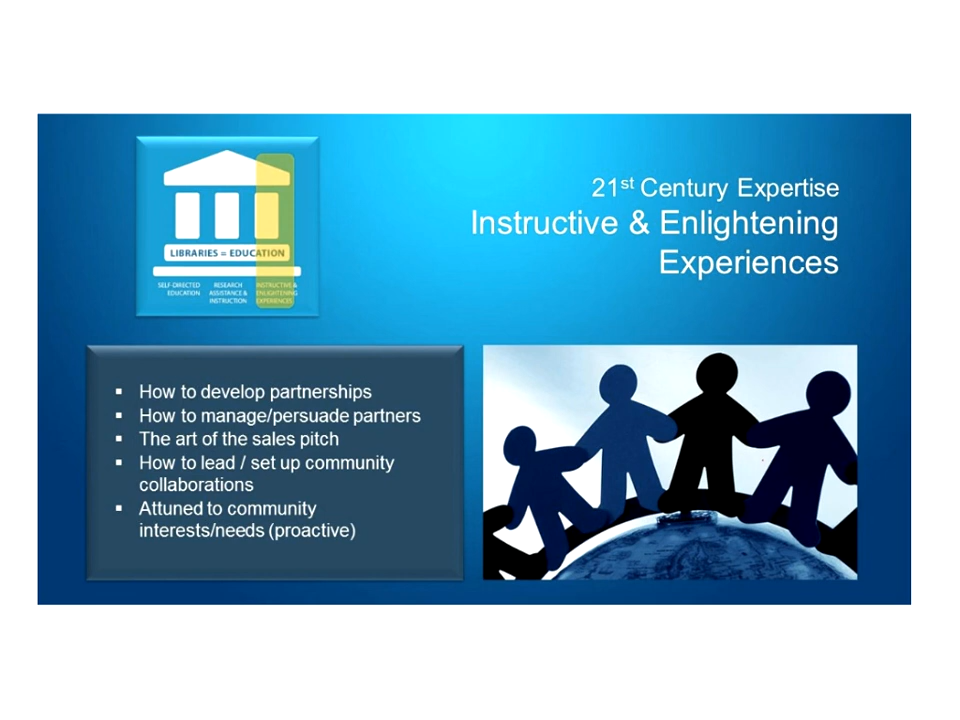 21st Century Expertise
Instructive & Enlightening
Experiences
LIBRARIES = EDUCATION
SELF-DIRECTED
EDUCATION
RESEARCH
ASSISTANCE &
INSTRUCTION
INSTRUCTIVE &
ENLIGHTENING
EXPERIENCES
▪ How to develop partnerships
▪ How to manage/persuade partners
▪ The art of the sales pitch
▪ How to lead / set up community
collaborations
▪ Attuned to community
interests/needs (proactive)